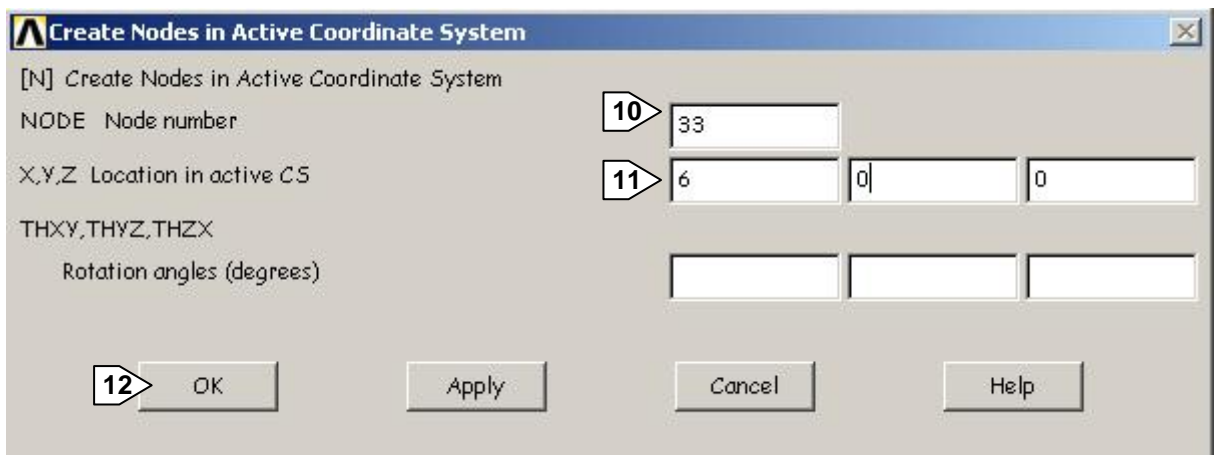 Create Nodes in Active Coordinate System
[N] Create Nodes in Active Coordinate System
NODE Node number 10 33
X,Y,Z Location in active CS 11 6 0 0
THXY,THYZ,THZX
Rotation angles (degrees)
12 OK Apply Cancel Help